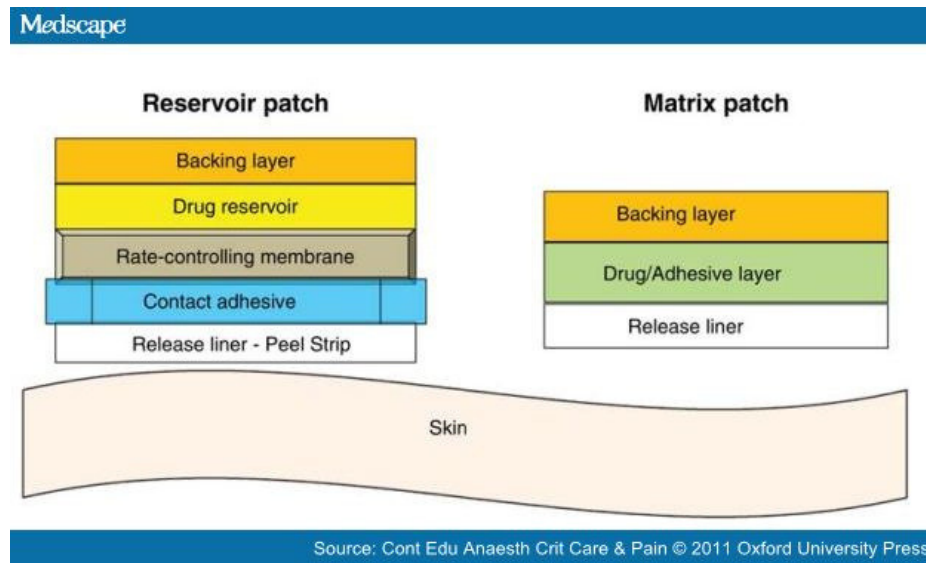 Medscape
Reservoir patch
Backing layer
Drug reservoir
Rate-controlling membrane
Contact adhesive
Release liner - Peel Strip
Matrix patch
Backing layer
Drug/Adhesive layer
Release liner
Skin
Source: Cont Edu Anaesth Crit Care & Pain © 2011 Oxford University Press